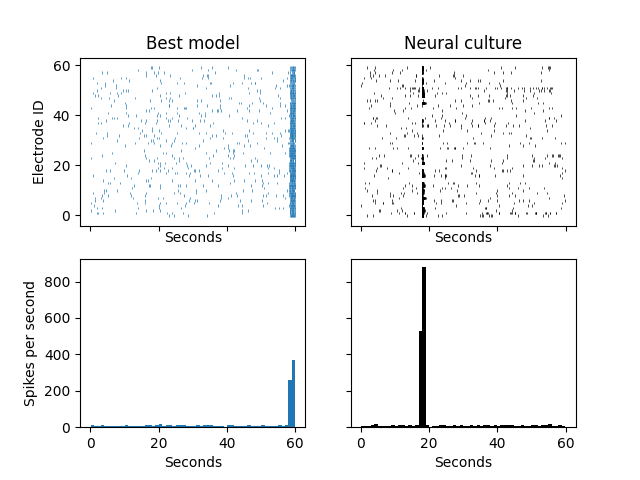 Best model
Neural culture
60
40
20
0
Electrode ID
Seconds
Seconds
800
600
400
200
0
Spikes per second
0 20 40 60
0 20 40 60
Seconds
Seconds